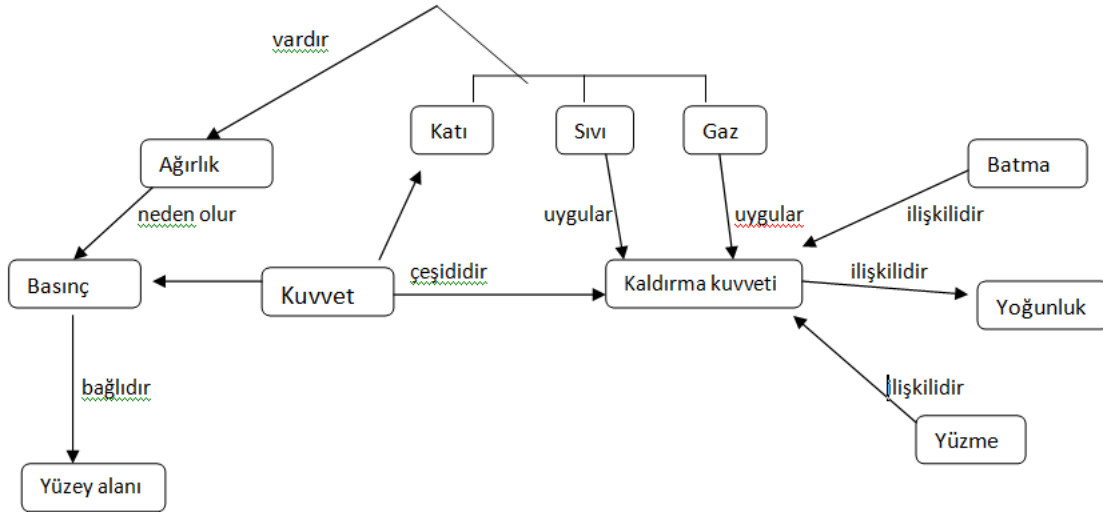 vardır
Katı
Sıvı
Gaz
Ağırlık
Batma
neden olur
uygular
uygular
ilişkilidir
Basınç
Kuvvet
çeşididir
Kaldırma kuvveti
ilişkilidir
Yoğunluk
bağlıdır
ilişkilidir
Yüzme
Yüzey alanı